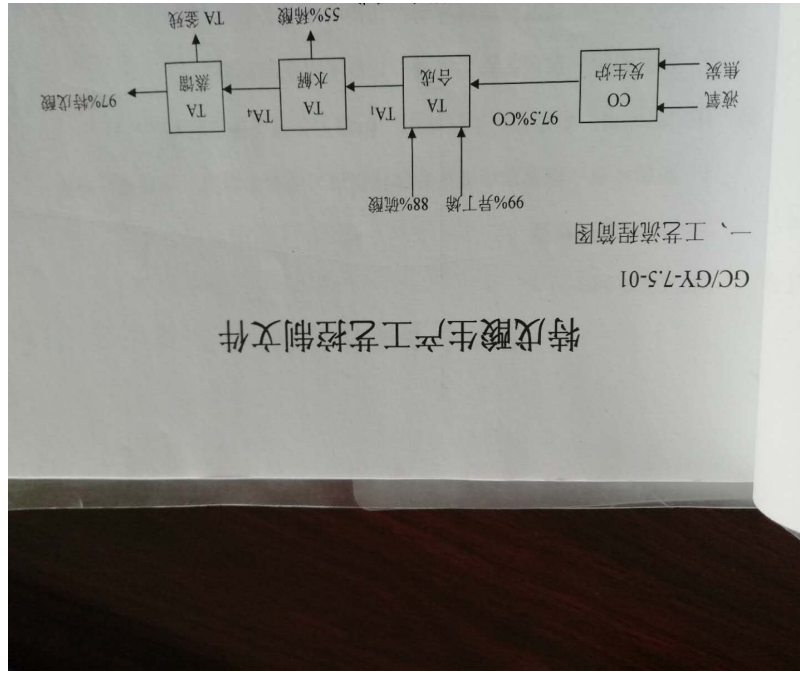 特戊酸生产工艺控制文件
GC/GY-7.5-01
一、工艺流程简图
99%异丁烯 88%硫酸
液氧
焦炭
CO
发生炉
97.5%CO
TA
合成
TA₁
TA
水解
TA₄
TA
蒸馏
97%特戊酸
55%稀酸
TA 釜残